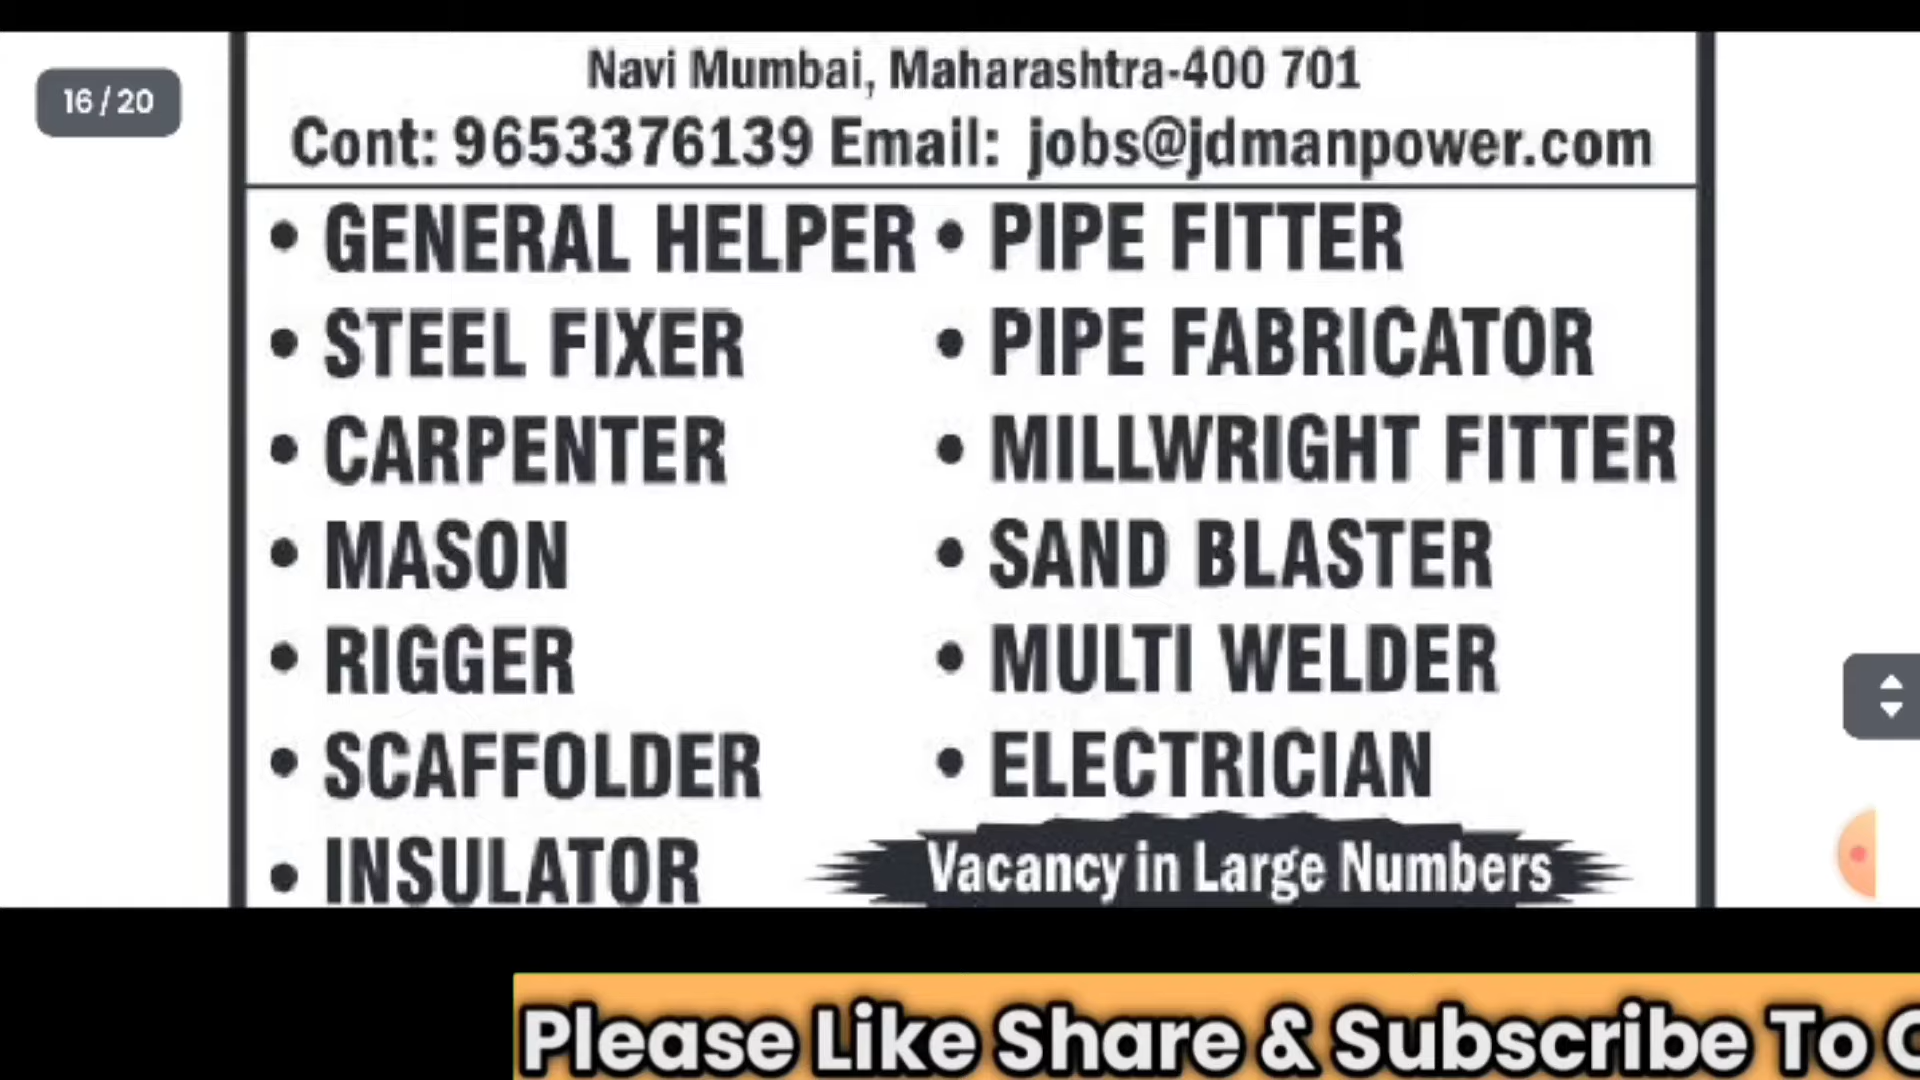 16 / 20
Navi Mumbai, Maharashtra-400 701
Cont: 9653376139 Email: jobs@jdmanpower.com
• GENERAL HELPER • PIPE FITTER
• STEEL FIXER • PIPE FABRICATOR
• CARPENTER • MILLWRIGHT FITTER
• MASON • SAND BLASTER
• RIGGER • MULTI WELDER
• SCAFFOLDER • ELECTRICIAN
• INSULATOR Vacancy in Large Numbers
Please Like Share & Subscribe To